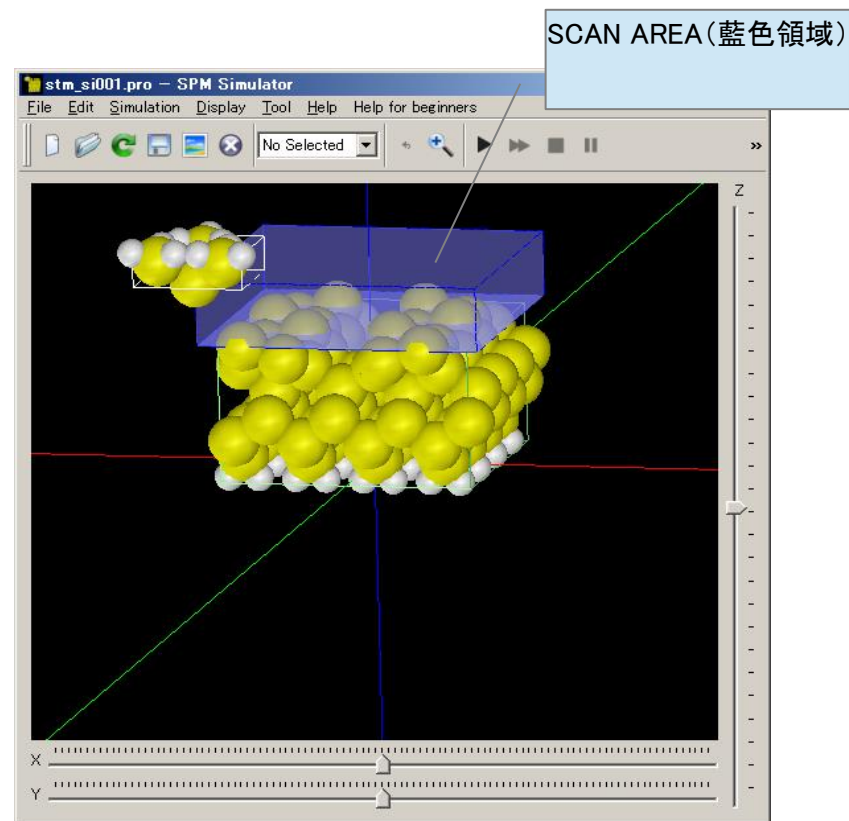 SCAN AREA(藍色領域)
stm_si001.pro - SPM Simulator
File Edit Simulation Display Tool Help Help for beginners
No Selected
»
Z
X
Y